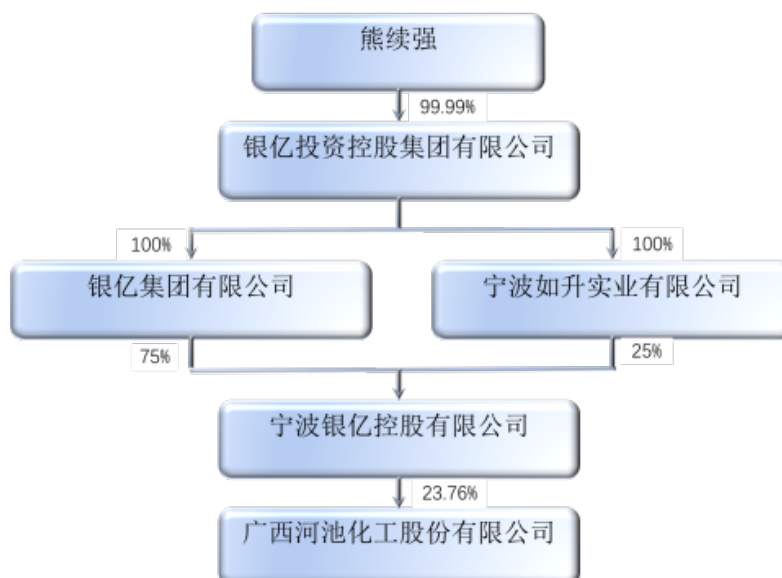 熊续强
99.99%
银亿投资控股集团有限公司
100%
100%
银亿集团有限公司
宁波如升实业有限公司
75%
25%
宁波银亿控股有限公司
23.76%
广西河池化工股份有限公司